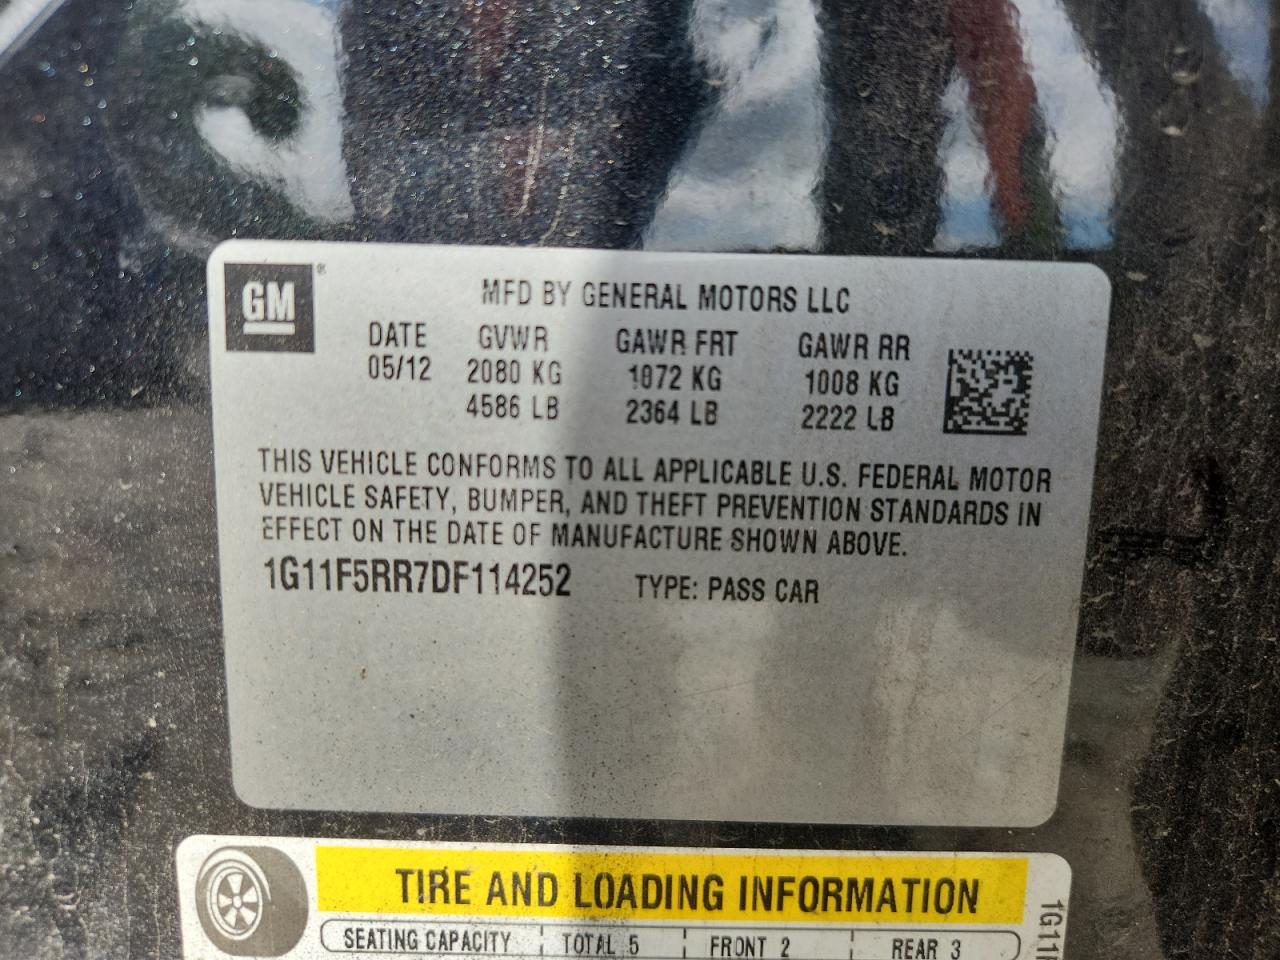 GM®
MFD BY GENERAL MOTORS LLC
DATE GVWR GAWR FRT GAWR RR
05/12 2080 KG 1072 KG 1008 KG
4586 LB 2364 LB 2222 LB
THIS VEHICLE CONFORMS TO ALL APPLICABLE U.S. FEDERAL MOTOR
VEHICLE SAFETY, BUMPER, AND THEFT PREVENTION STANDARDS IN
EFFECT ON THE DATE OF MANUFACTURE SHOWN ABOVE.
1G11F5RR7DF114252 TYPE: PASS CAR
TIRE AND LOADING INFORMATION
SEATING CAPACITY TOTAL 5 FRONT 2 REAR 3